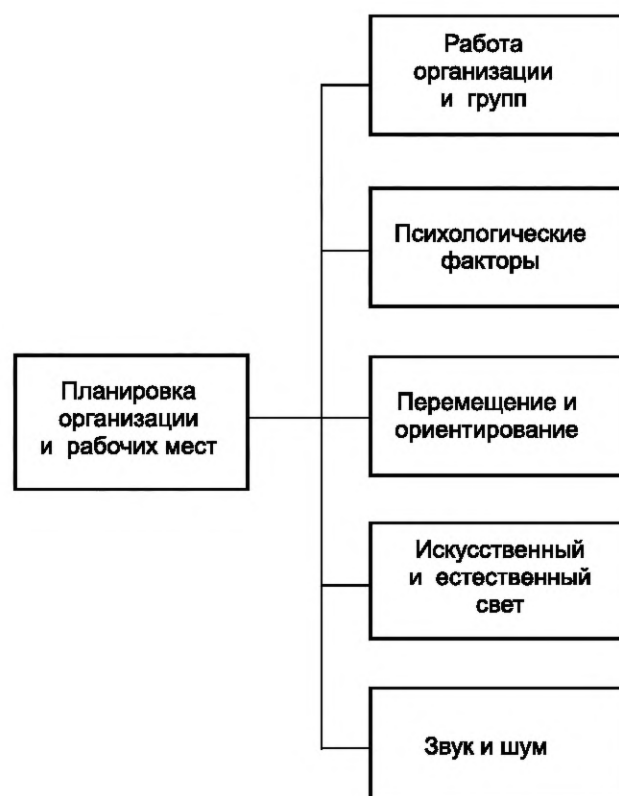 Работа
организации
и групп
Психологические
факторы
Планировка
организации
и рабочих мест
Перемещение и
ориентирование
Искусственный
и естественный
свет
Звук и шум